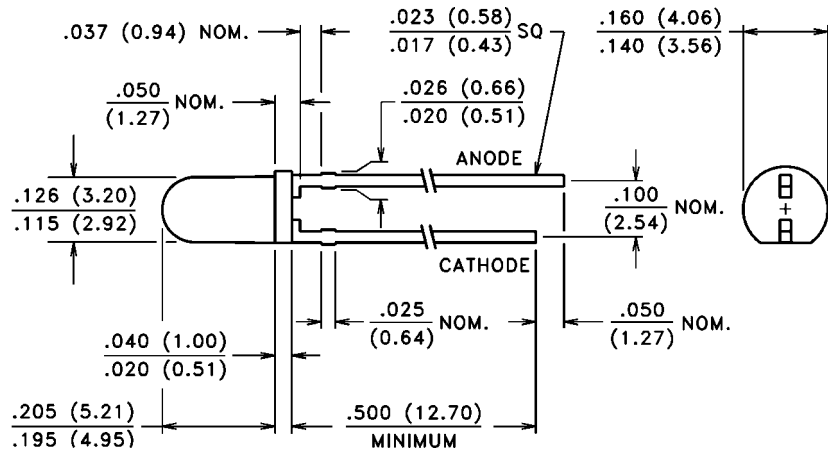 .037 (0.94) NOM.
.023 (0.58)
.017 (0.43)
SQ
.160 (4.06)
.140 (3.56)
.050
(1.27)
NOM.
.026 (0.66)
.020 (0.51)
ANODE
.126 (3.20)
.115 (2.92)
.100
(2.54)
NOM.
CATHODE
.025
(0.64)
NOM.
.050
(1.27)
NOM.
.040 (1.00)
.020 (0.51)
.205 (5.21)
.195 (4.95)
.500 (12.70)
MINIMUM